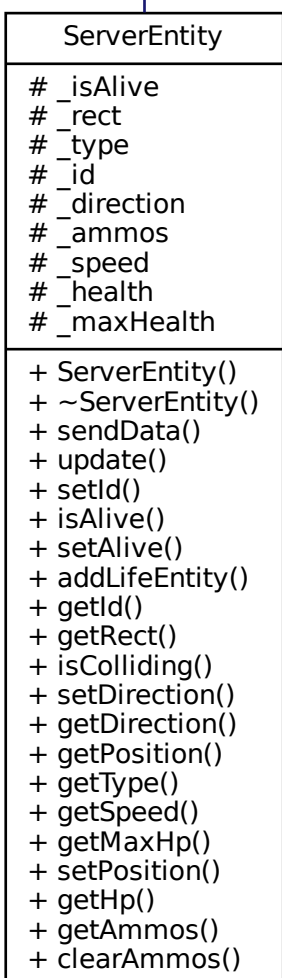 ServerEntity
# _isAlive
# _rect
# _type
# _id
# _direction
# _ammos
# _speed
# _health
# _maxHealth
+ ServerEntity()
+ ~ServerEntity()
+ sendData()
+ update()
+ setId()
+ isAlive()
+ setAlive()
+ addLifeEntity()
+ getId()
+ getRect()
+ isColliding()
+ setDirection()
+ getDirection()
+ getPosition()
+ getType()
+ getSpeed()
+ getMaxHp()
+ setPosition()
+ getHp()
+ getAmmos()
+ clearAmmos()